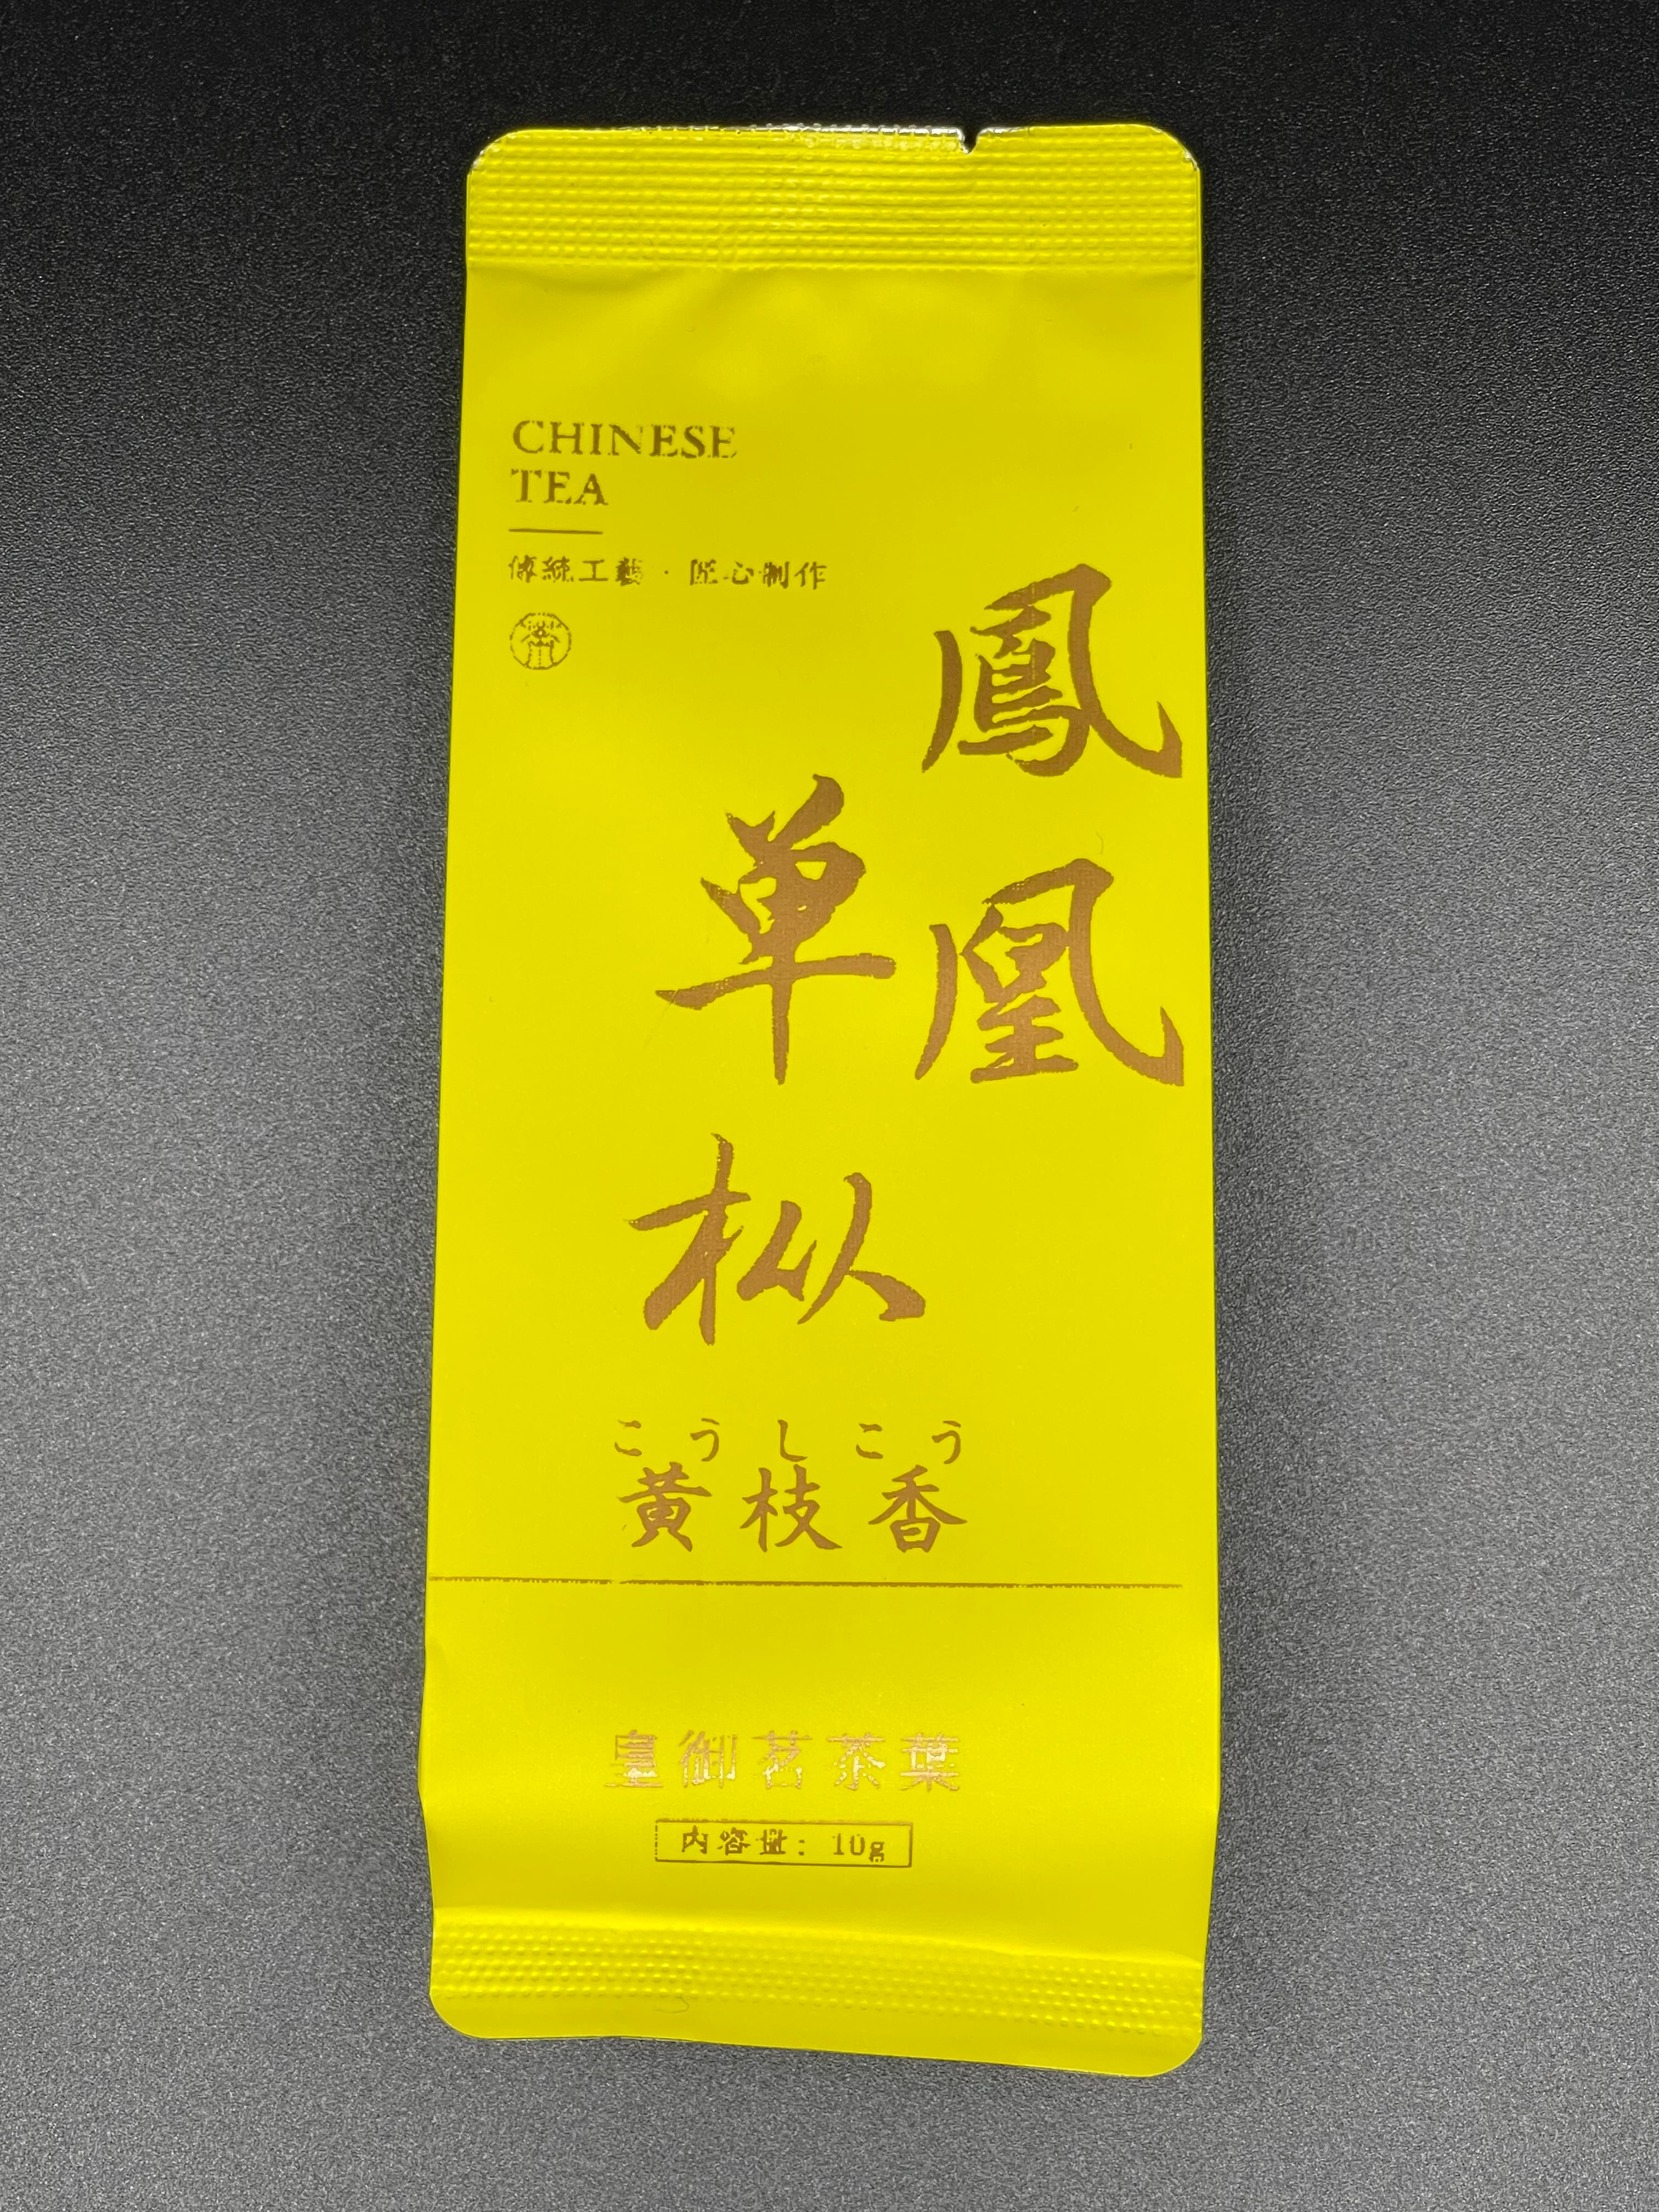 CHINESE
TEA
傳統工藝·匠心制作
鳳凰
单枞
こうしこう
黄枝香
皇御茗茶葉
内容量：10g